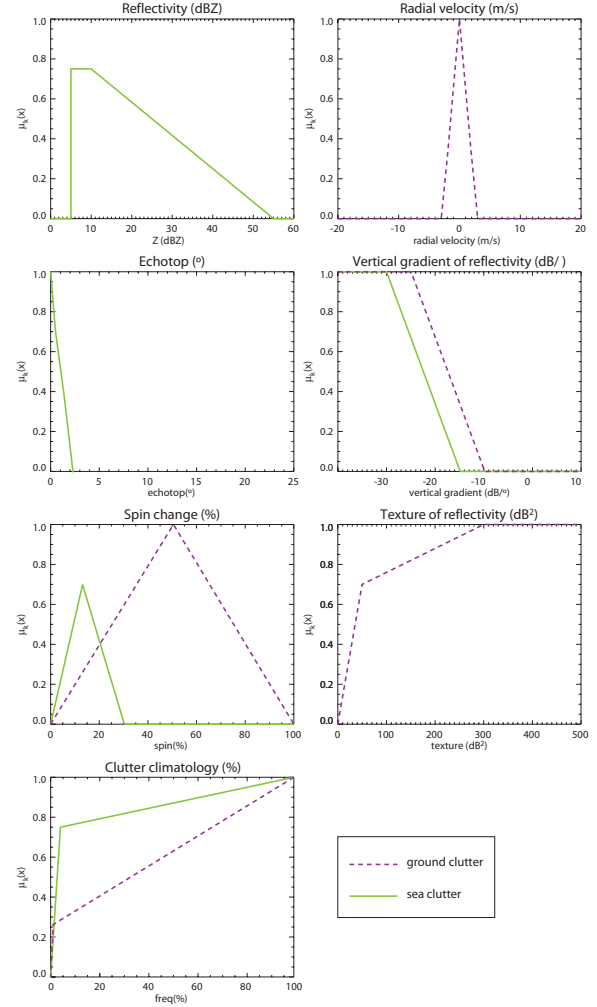 Reflectivity (dBZ)
1.0
0.8
0.6
0.4
0.2
0.0
μk(x)
0 10 20 30 40 50 60
Z (dBZ)
Radial velocity (m/s)
1.0
0.8
0.6
0.4
0.2
0.0
μk(x)
-20 -10 0 10 20
radial velocity (m/s)
Echotop (º)
1.0
0.8
0.6
0.4
0.2
0.0
μk(x)
0 5 10 15 20 25
echotop(º)
Vertical gradient of reflectivity (dB/ )
1.0
0.8
0.6
0.4
0.2
0.0
μk(x)
-30 -20 -10 0 10
vertical gradient (dB/º)
Spin change (%)
1.0
0.8
0.6
0.4
0.2
0.0
μk(x)
0 20 40 60 80 100
spin(%)
Texture of reflectivity (dB²)
1.0
0.8
0.6
0.4
0.2
0.0
μk(x)
0 100 200 300 400 500
texture (dB²)
Clutter climatology (%)
1.0
0.8
0.6
0.4
0.2
0.0
μk(x)
0 20 40 60 80 100
freq(%)
ground clutter
sea clutter